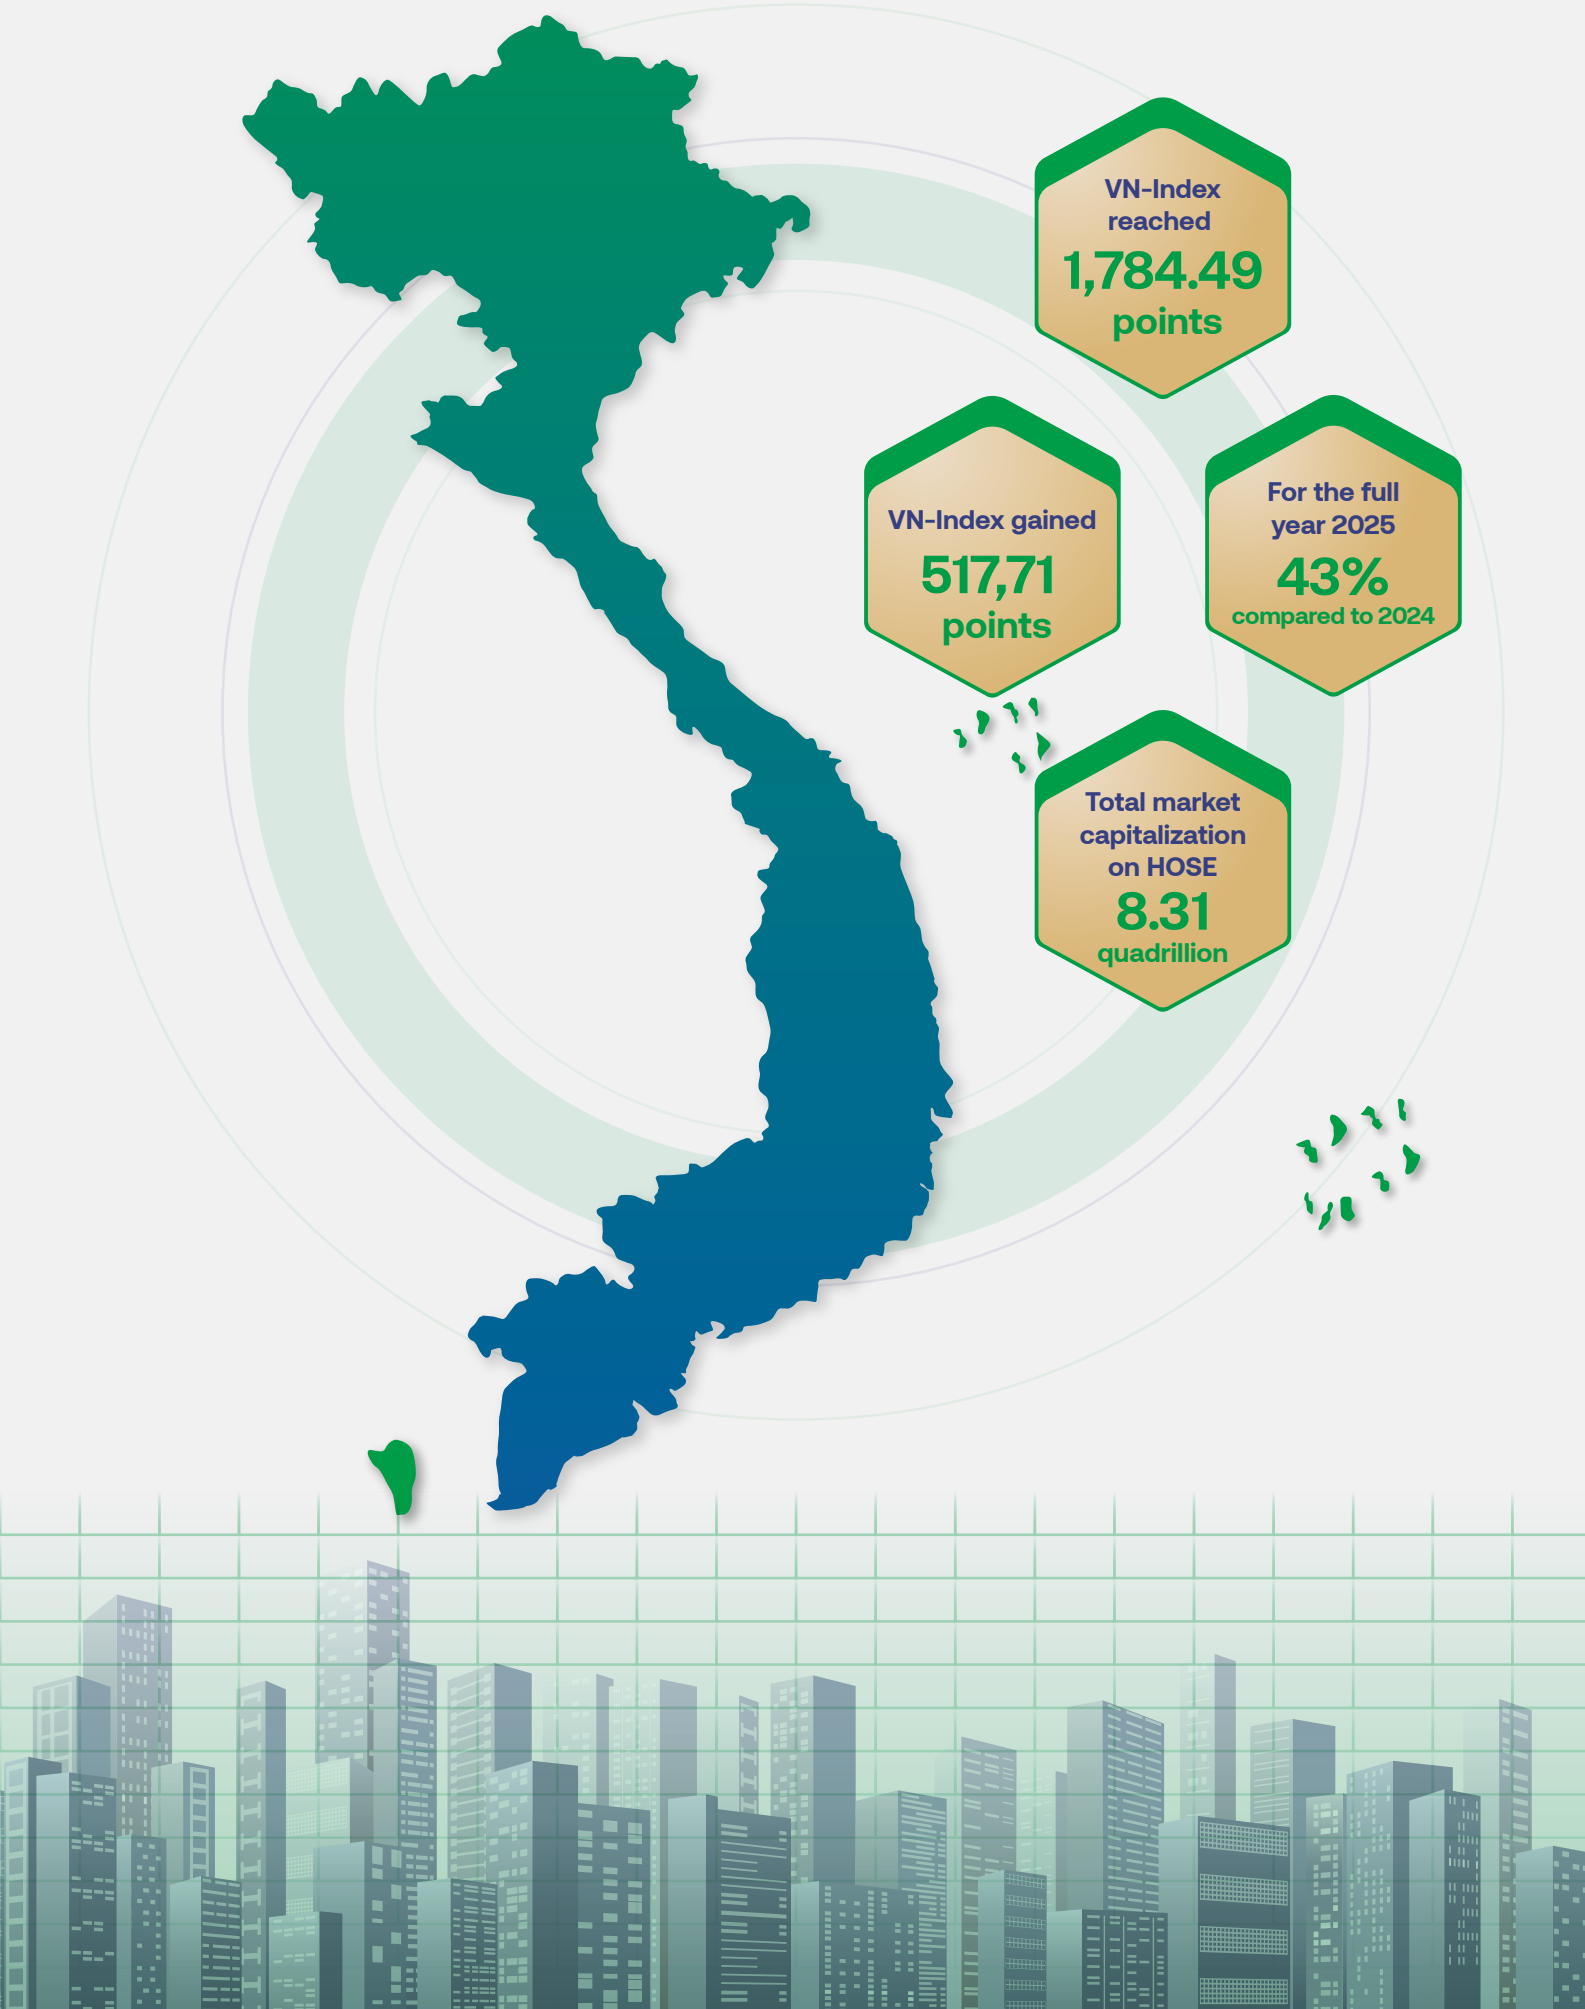 VN-Index
reached
1,784.49
points
VN-Index gained
517,71
points
For the full
year 2025
43%
compared to 2024
Total market
capitalization
on HOSE
8.31
quadrillion